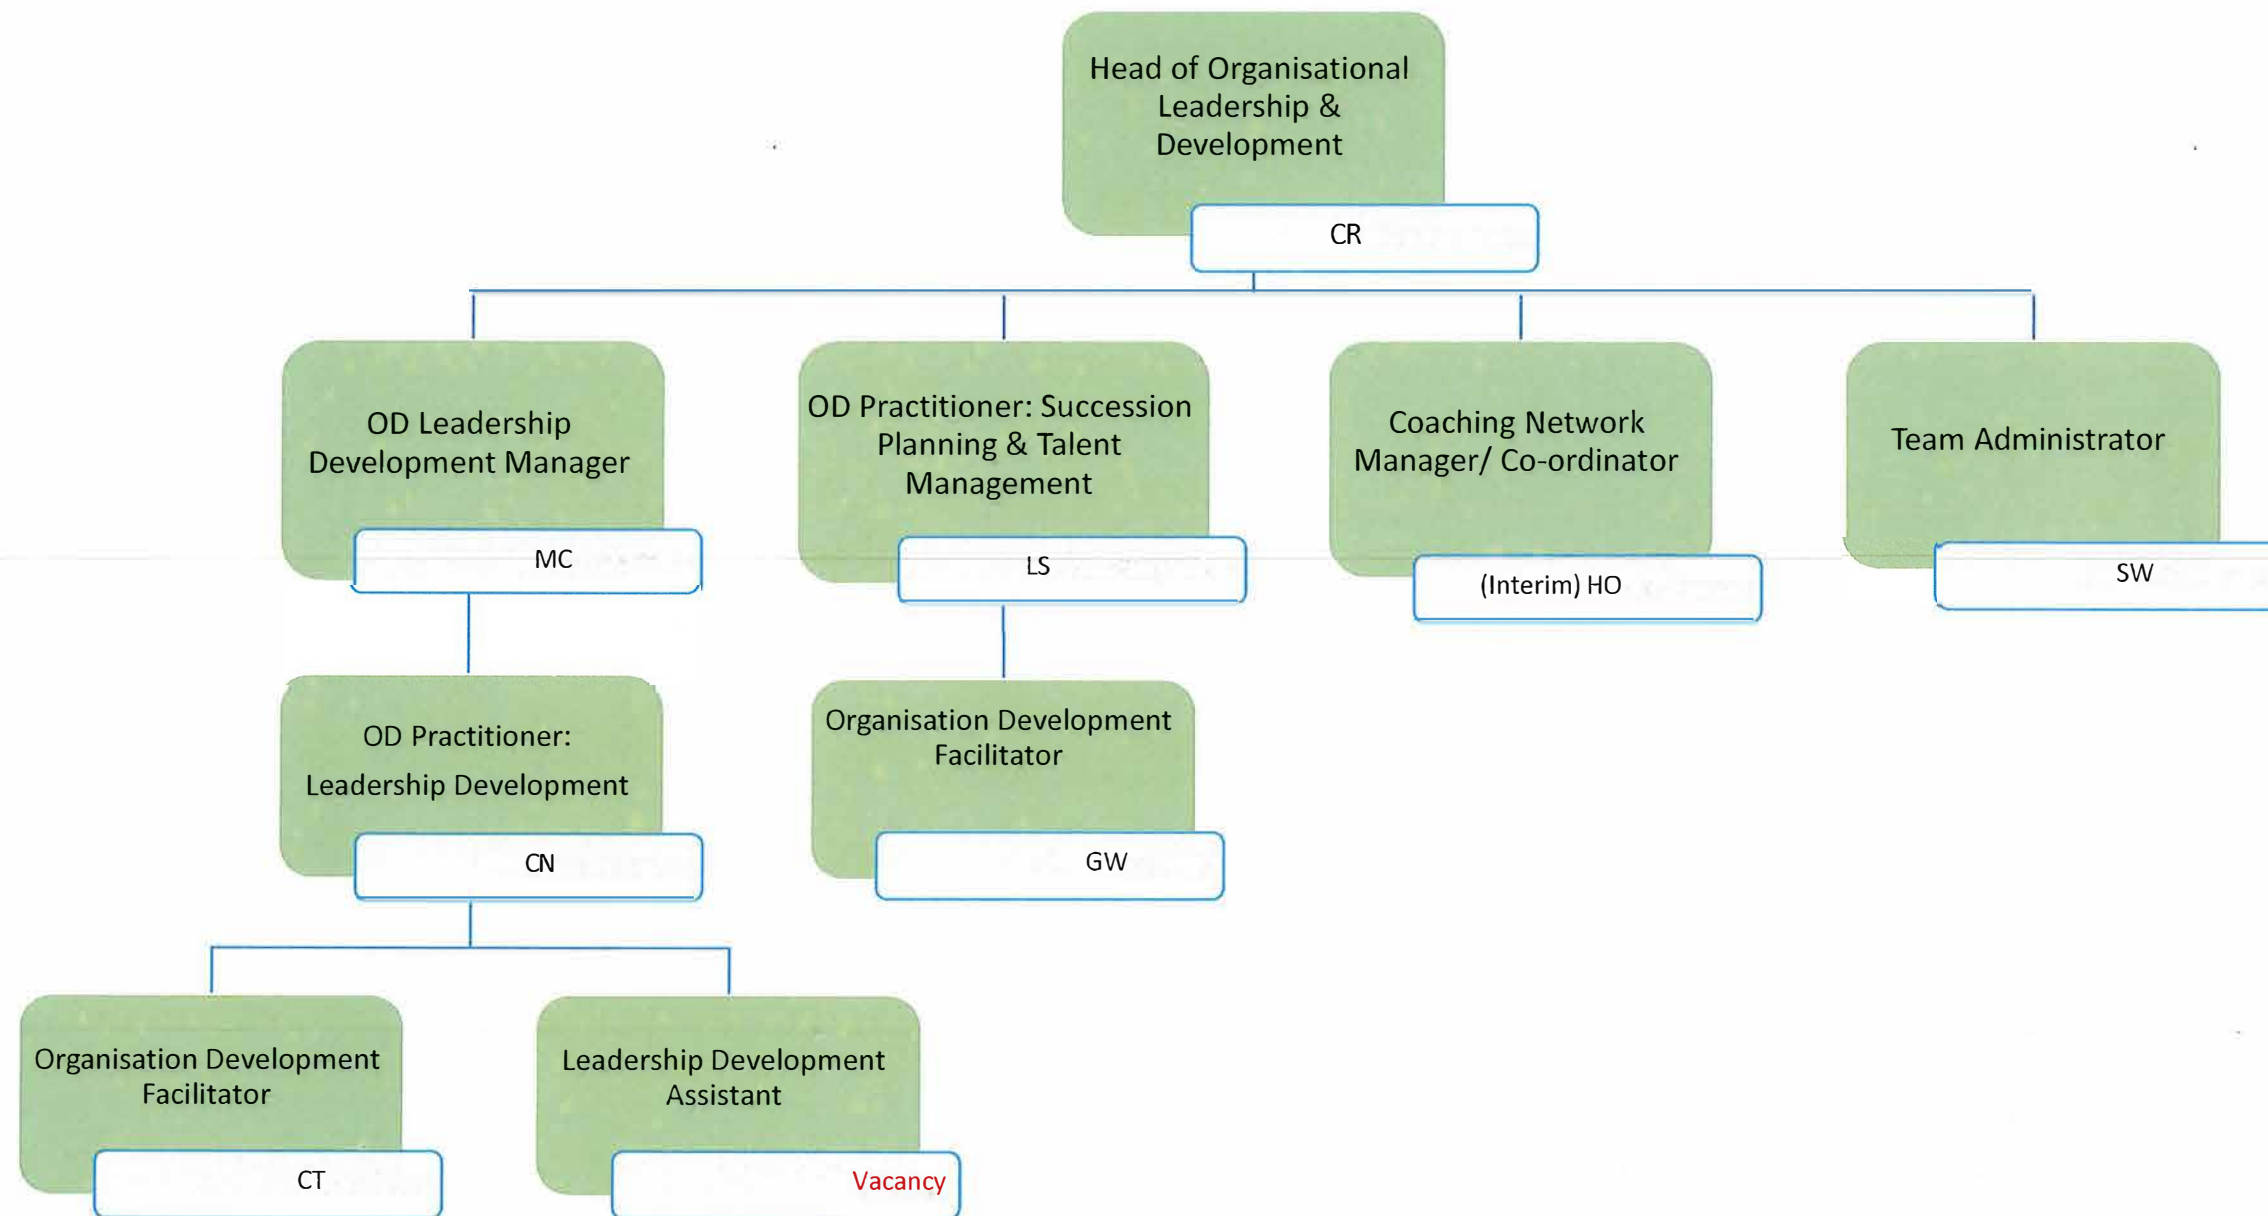 Head of Organisational
Leadership &
Development
CR
OD Leadership
Development Manager
MC
OD Practitioner: Succession
Planning & Talent
Management
LS
Coaching Network
Manager/ Co-ordinator
(Interim) HO
Team Administrator
SW
OD Practitioner:
Leadership Development
CN
Organisation Development
Facilitator
GW
Organisation Development
Facilitator
CT
Leadership Development
Assistant
Vacancy